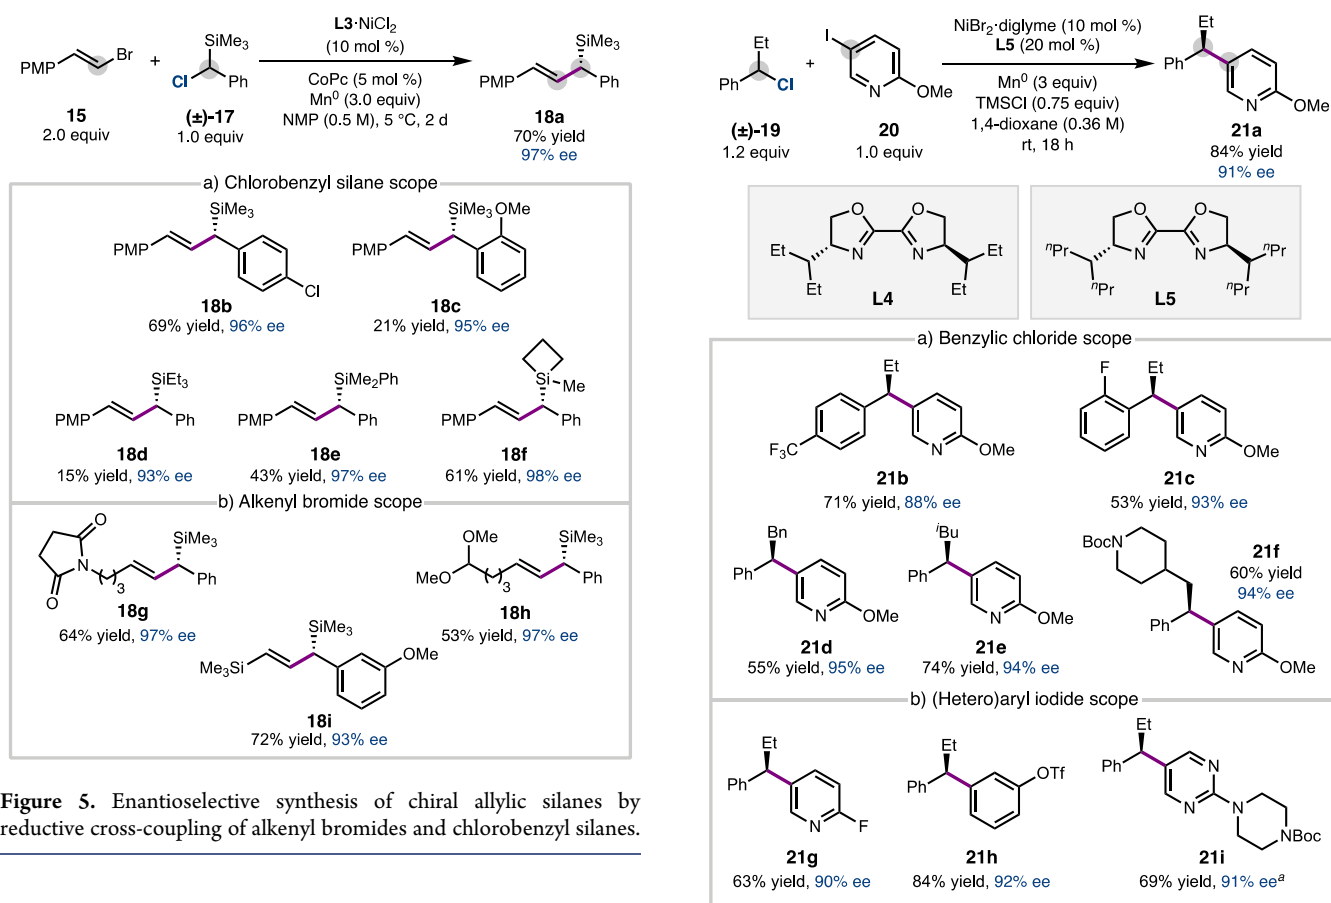 L3·NiCl2
(10 mol %)
CoPc (5 mol %)
Mn0 (3.0 equiv)
NMP (0.5 M), 5 °C, 2 d
PMP
Br
+
SiMe3
Cl
Ph
SiMe3
PMP
Ph
15
2.0 equiv
(±)-17
1.0 equiv
18a
70% yield
97% ee
a) Chlorobenzyl silane scope
SiMe3
PMP
Cl
18b
69% yield, 96% ee
SiMe3
OMe
PMP
18c
21% yield, 95% ee
SiEt3
PMP
Ph
18d
15% yield, 93% ee
SiMe2Ph
PMP
Ph
18e
43% yield, 97% ee
Si
Me
PMP
Ph
18f
61% yield, 98% ee
b) Alkenyl bromide scope
O
N
O
3
SiMe3
Ph
18g
64% yield, 97% ee
OMe
MeO
3
SiMe3
Ph
18h
53% yield, 97% ee
SiMe3
Me3Si
OMe
18i
72% yield, 93% ee
Figure 5. Enantioselective synthesis of chiral allylic silanes by
reductive cross-coupling of alkenyl bromides and chlorobenzyl silanes.
Et
Ph
Cl
+
I
N
OMe
NiBr2·diglyme (10 mol %)
L5 (20 mol %)
Mn0 (3 equiv)
TMSCl (0.75 equiv)
1,4-dioxane (0.36 M)
rt, 18 h
Et
Ph
N
OMe
(±)-19
1.2 equiv
20
1.0 equiv
21a
84% yield
91% ee
O
O
N
N
Et
Et
Et
Et
L4
O
O
N
N
nPr
nPr
nPr
nPr
L5
a) Benzylic chloride scope
Et
F3C
N
OMe
21b
71% yield, 88% ee
F
Et
N
OMe
21c
53% yield, 93% ee
Bn
Ph
N
OMe
21d
55% yield, 95% ee
iBu
Ph
N
OMe
21e
74% yield, 94% ee
BocN
Ph
N
OMe
21f
60% yield
94% ee
b) (Hetero)aryl iodide scope
Et
Ph
N
F
21g
63% yield, 90% ee
Et
Ph
OTf
21h
84% yield, 92% ee
Et
Ph
N
N
N
NBoc
21i
69% yield, 91% eea